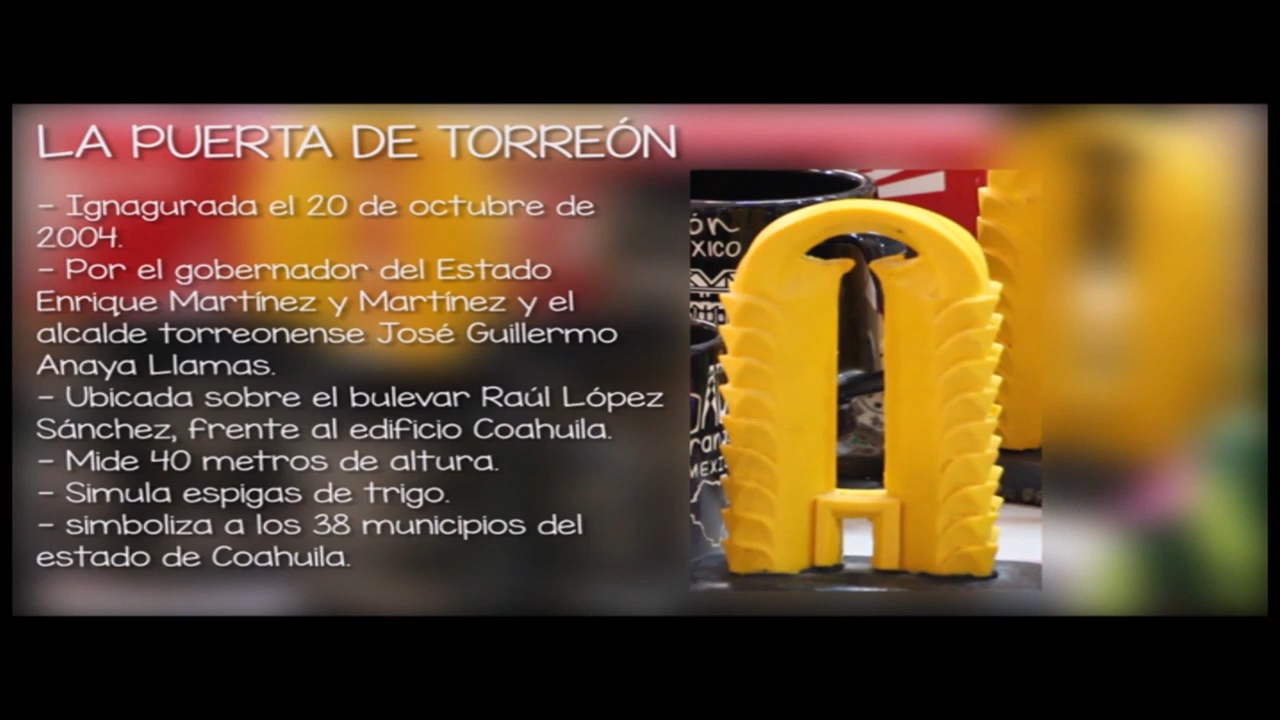 LA PUERTA DE TORREÓN
- Ignagurada el 20 de octubre de
2004.
- Por el gobernador del Estado
Enrique Martínez y Martínez y el
alcalde torreonense José Guillermo
Anaya Llamas.
- Ubicada sobre el bulevar Raúl López
Sánchez, frente al edificio Coahuila.
- Mide 40 metros de altura.
- Simula espigas de trigo.
- simboliza a los 38 municipios del
estado de Coahuila.